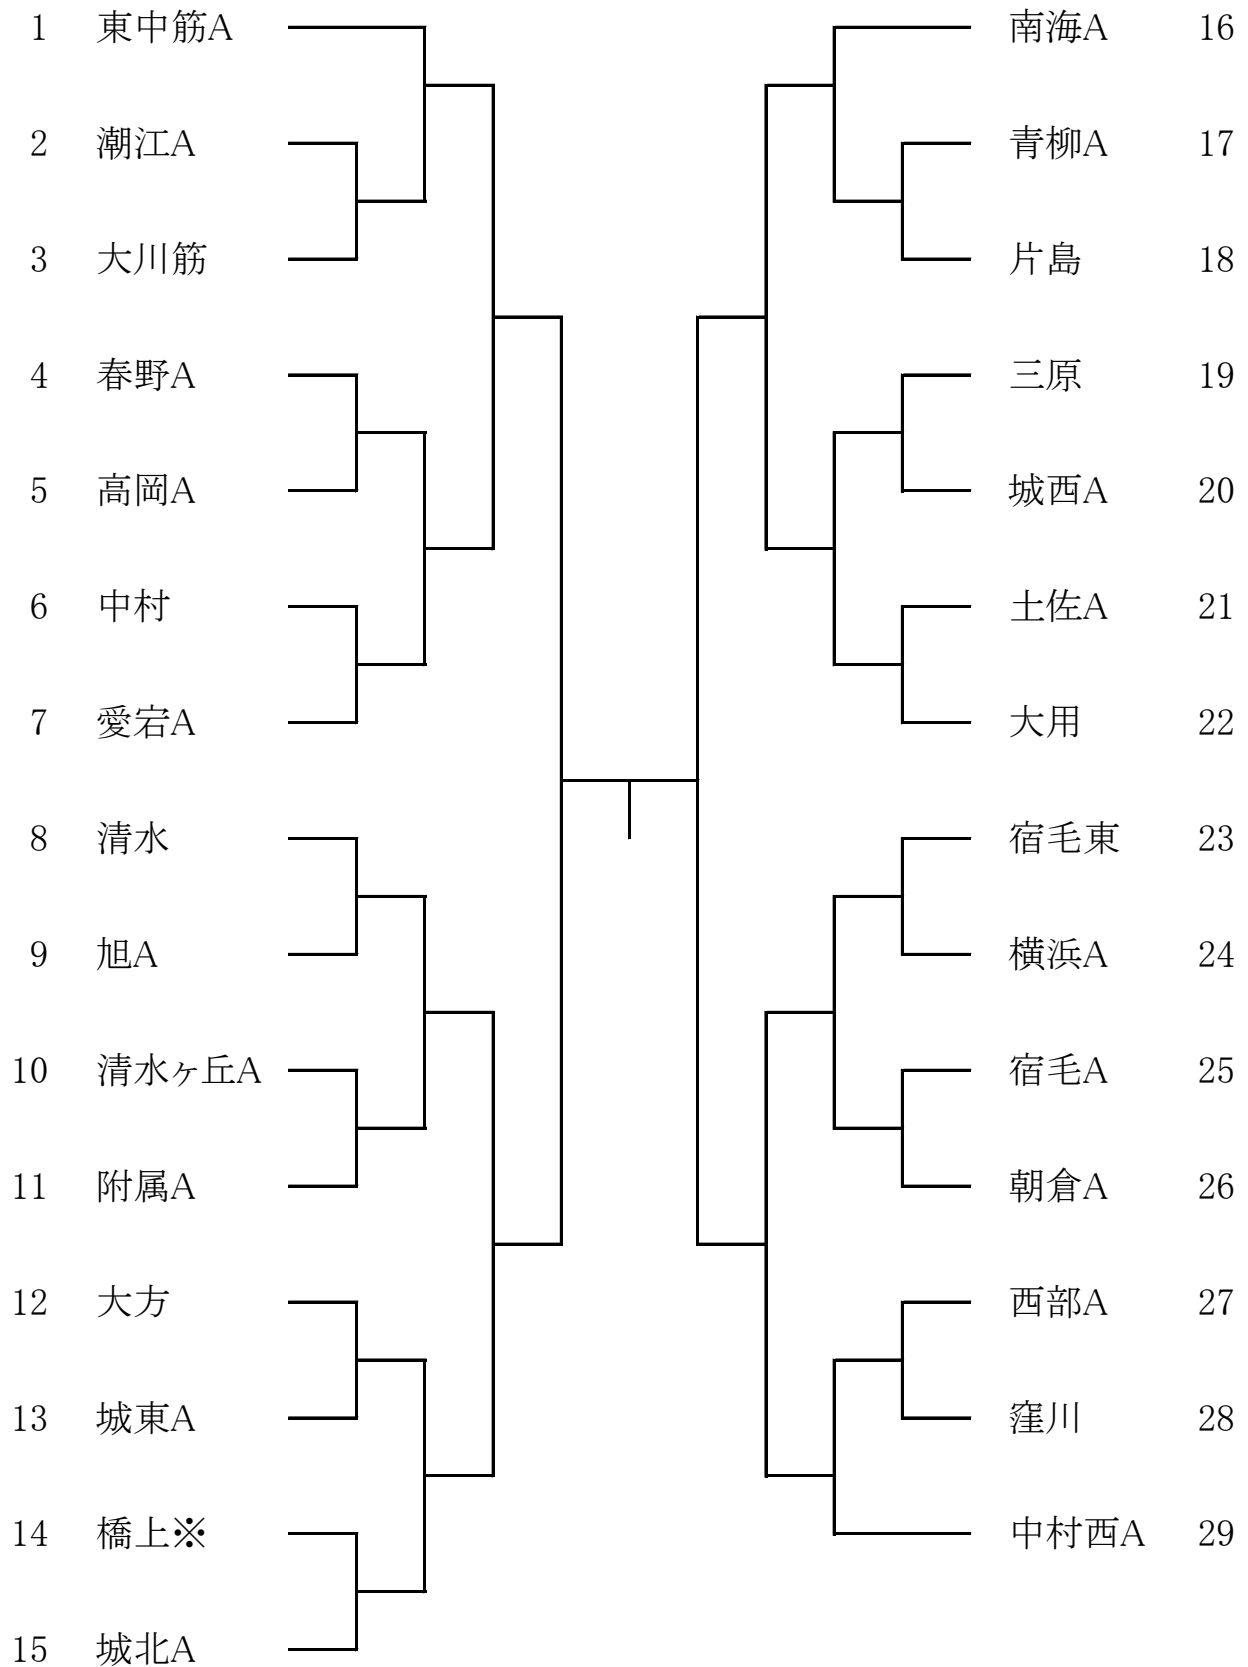 1 東中筋A
2 潮江A
3 大川筋
4 春野A
5 高岡A
6 中村
7 愛宕A
8 清水
9 旭A
10 清水ヶ丘A
11 附属A
12 大方
13 城東A
14 橋上※
15 城北A
南海A 16
青柳A 17
片島 18
三原 19
城西A 20
土佐A 21
大用 22
宿毛東 23
横浜A 24
宿毛A 25
朝倉A 26
西部A 27
窪川 28
中村西A 29